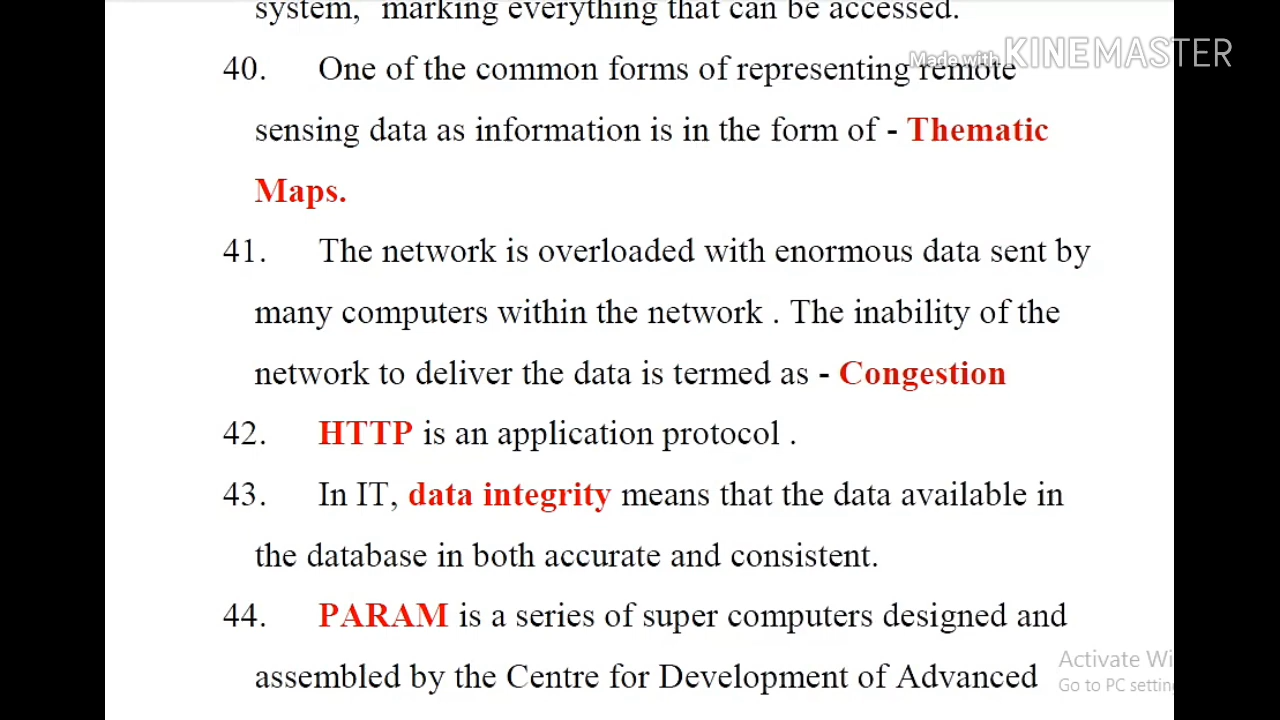 system, marking everything that can be accessed.
Made with KINEMASTER
40. One of the common forms of representing remote
sensing data as information is in the form of - Thematic
Maps.
41. The network is overloaded with enormous data sent by
many computers within the network . The inability of the
network to deliver the data is termed as - Congestion
42. HTTP is an application protocol .
43. In IT, data integrity means that the data available in
the database in both accurate and consistent.
44. PARAM is a series of super computers designed and
assembled by the Centre for Development of Advanced
Activate Wi
Go to PC settin